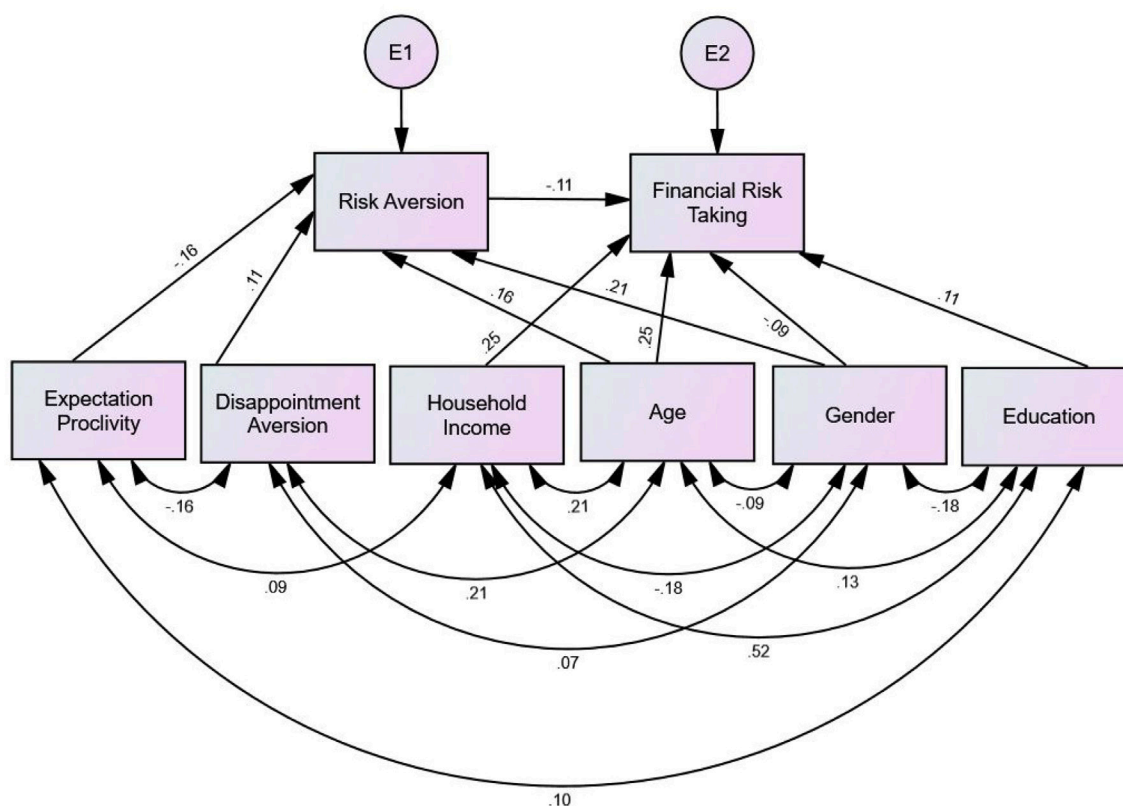 E1
E2
Risk Aversion
-.11
Financial Risk
Taking
-.16
.11
.16
.21
.25
.25
-.09
.11
Expectation
Proclivity
Disappointment
Aversion
Household
Income
Age
Gender
Education
-.16
.21
-.09
-.18
.09
.21
-.18
.13
.07
.52
.10